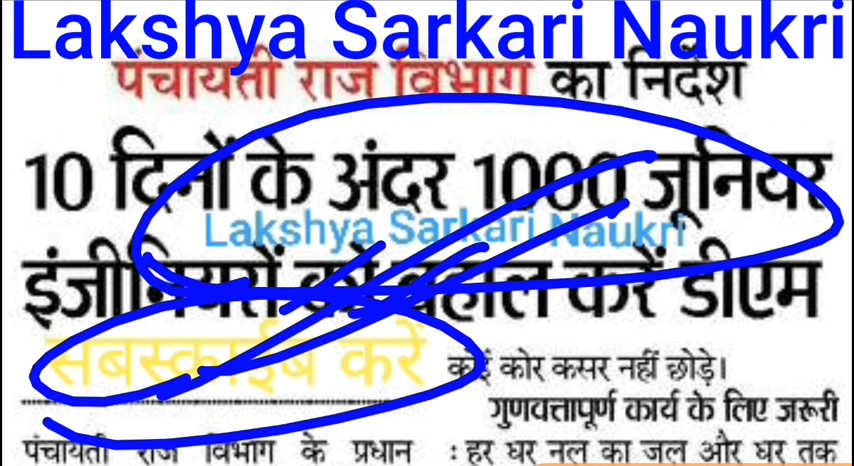 Lakshya Sarkari Naukri
पंचायती राज विभाग का निर्देश
10 दिनों के अंदर 1000 जूनियर
Lakshya Sarkari Naukri
इंजीनियरों को बहाल करें डीएम
सबस्क्राईब करें
कोई कोर कसर नहीं छोड़े।
गुणवत्तापूर्ण कार्य के लिए जरूरी
पंचायती राज विभाग के प्रधान : हर घर नल का जल और घर तक